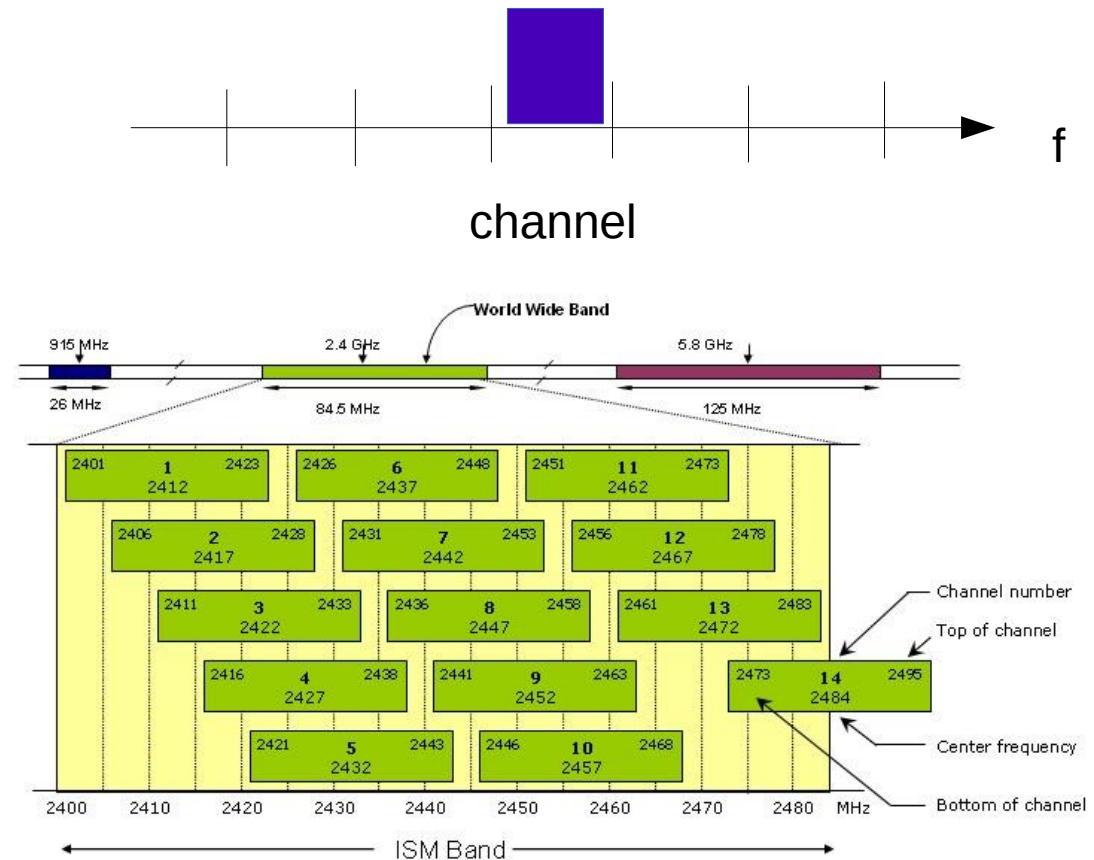 f
channel
World Wide Band
915 MHz 2.4 GHz 5.8 GHz
26 MHz 84.5 MHz 125 MHz
2401 1 2423 2426 6 2448 2451 11 2473
2412 2437 2462
2406 2 2428 2431 7 2453 2456 12 2478
2417 2442 2467
2411 3 2433 2436 8 2458 2461 13 2483
2422 2447 2472
Channel number
Top of channel
2416 4 2438 2441 9 2463 2473 14 2495
2427 2452 2484
2421 5 2443 2446 10 2468
2432 2457
Center frequency
Bottom of channel
2400 2410 2420 2430 2440 2450 2460 2470 2480 MHz
ISM Band